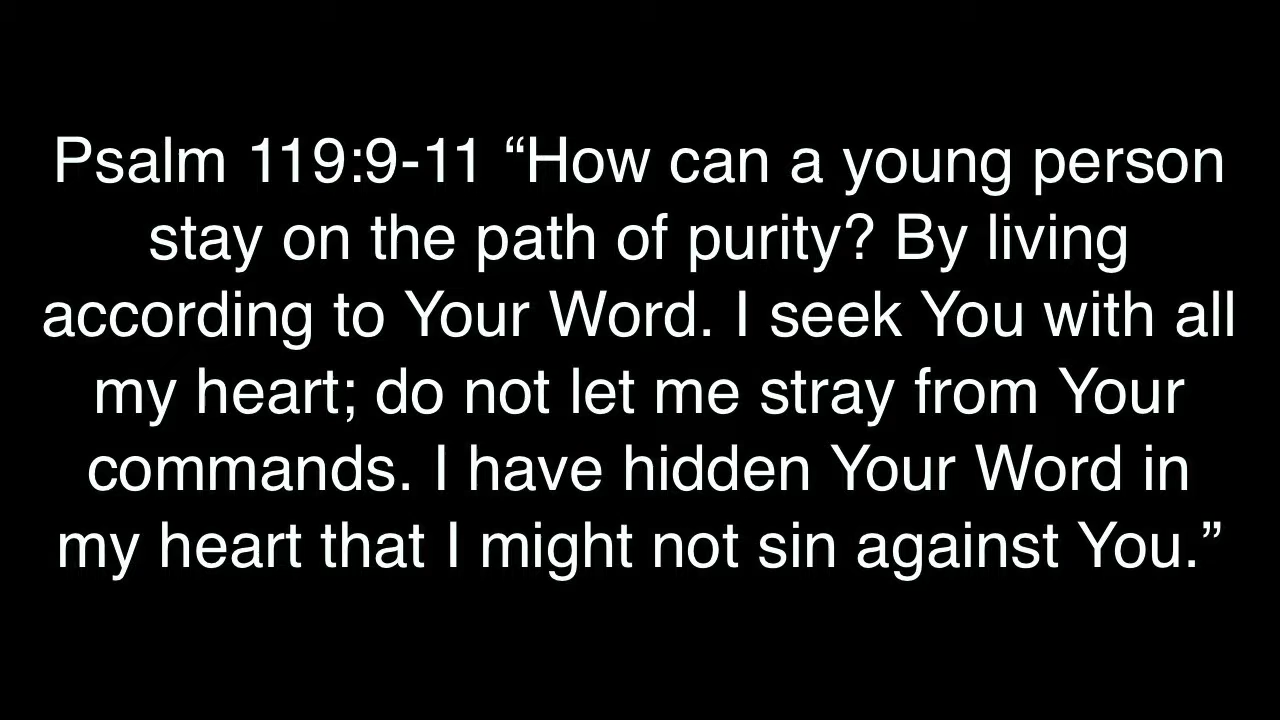 Psalm 119:9-11 “How can a young person
stay on the path of purity? By living
according to Your Word. I seek You with all
my heart; do not let me stray from Your
commands. I have hidden Your Word in
my heart that I might not sin against You.”